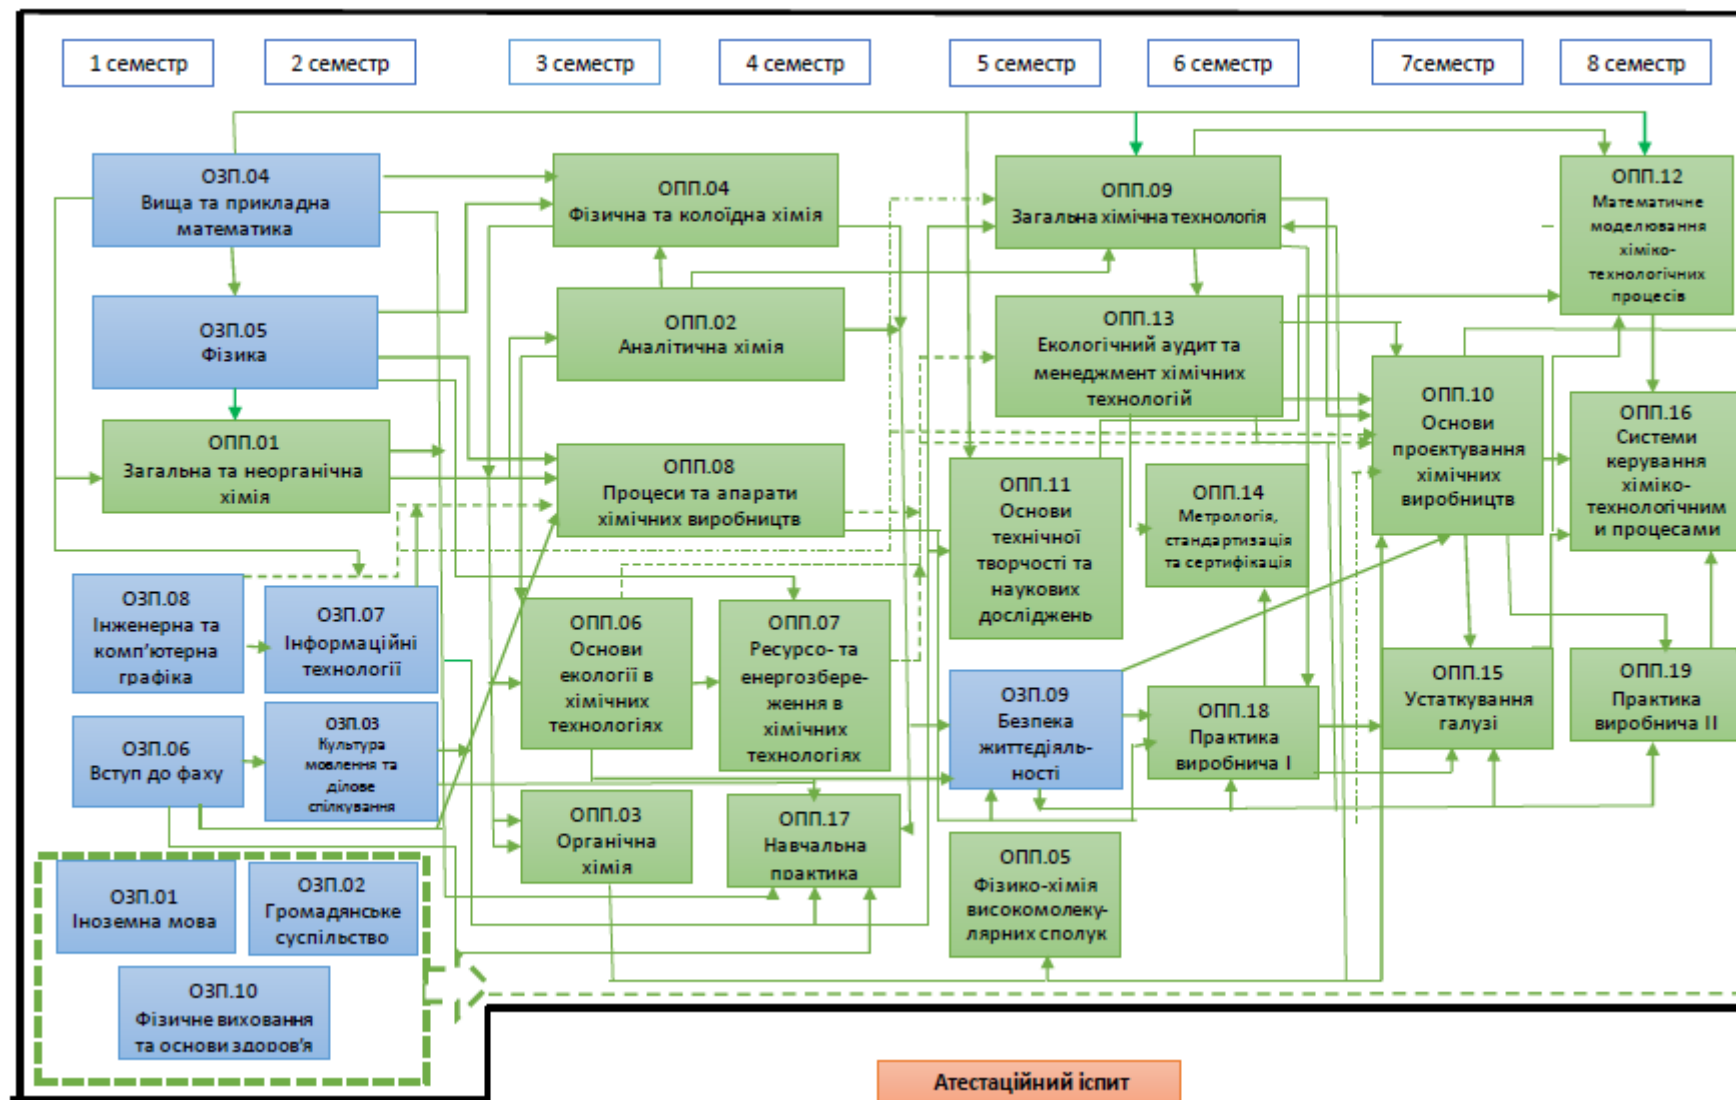 1 семестр
2 семестр
3 семестр
4 семестр
5 семестр
6 семестр
7семестр
8 семестр
ОЗП.04
Вища та прикладна
математика
ОЗП.05
Фізика
ОПП.01
Загальна та неорганічна
хімія
ОЗП.08
Інженерна та
комп'ютерна
графіка
ОЗП.07
Інформаційні
технології
ОЗП.06
Вступ до фаху
ОЗП.03
Культура
мовлення та
ділове
спілкування
ОЗП.01
Іноземна мова
ОЗП.02
Громадянське
суспільство
ОЗП.10
Фізичне виховання
та основи здоров'я
ОПП.04
Фізична та колоїдна хімія
ОПП.02
Аналітична хімія
ОПП.08
Процеси та апарати
хімічних виробництв
ОПП.06
Основи
екології в
хімічних
технологіях
ОПП.07
Ресурсо- та
енергозбере-
ження в
хімічних
технологіях
ОПП.03
Органічна
хімія
ОПП.17
Навчальна
практика
ОПП.09
Загальна хімічна технологія
ОПП.13
Екологічний аудит та
менеджмент хімічних
технологій
ОПП.11
Основи
технічної
творчості та
наукових
досліджень
ОПП.14
Метрологія,
стандартизація
та сертифікація
ОЗП.09
Безпека
життєдіяль-
ності
ОПП.18
Практика
виробнича І
ОПП.05
Фізико-хімія
високомолеку-
лярних сполук
ОПП.12
Математичне
моделювання
хіміко-
технологічних
процесів
ОПП.10
Основи
проєктування
хімічних
виробництв
ОПП.16
Системи
керування
хіміко-
технологічним
и процесами
ОПП.15
Устаткування
галузі
ОПП.19
Практика
виробнича ІІ
Атестаційний іспит